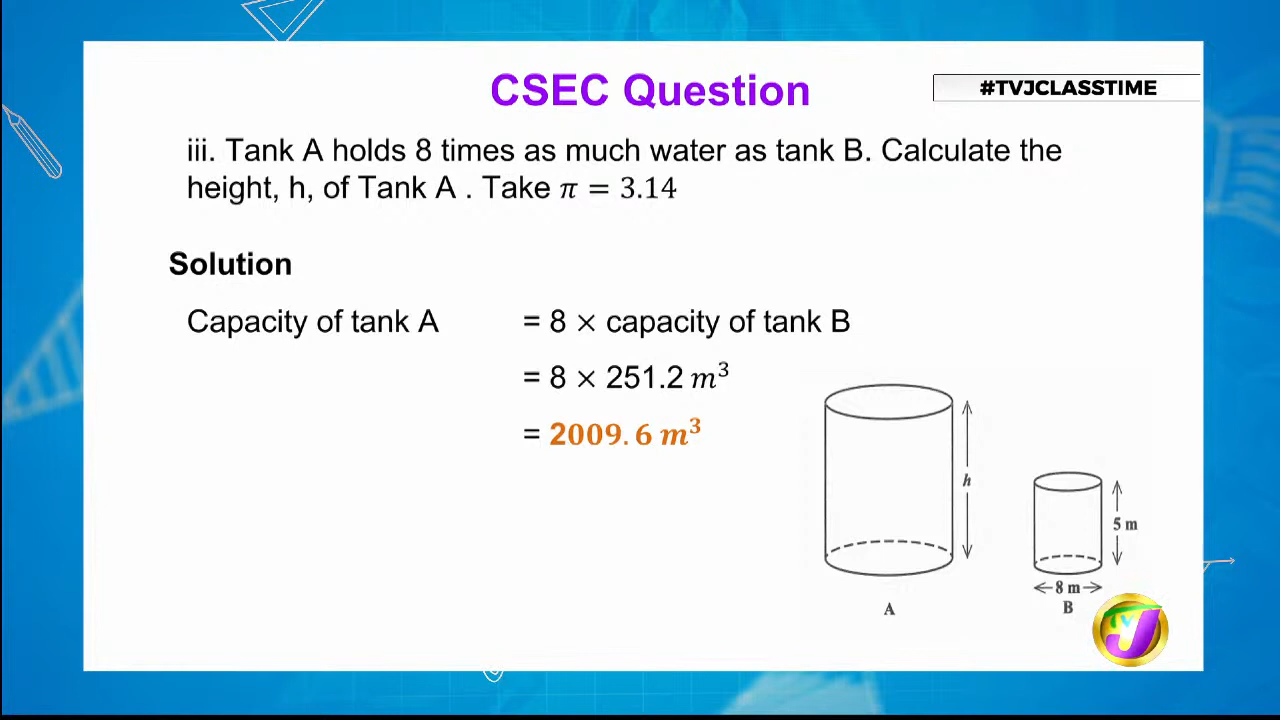 CSEC Question
#TVJCLASSTIME
iii. Tank A holds 8 times as much water as tank B. Calculate the
height, h, of Tank A . Take π = 3.14
Solution
Capacity of tank A = 8 × capacity of tank B
= 8 × 251.2 m³
= 2009.6 m³
h
5 m
8 m
A
B
TVJ